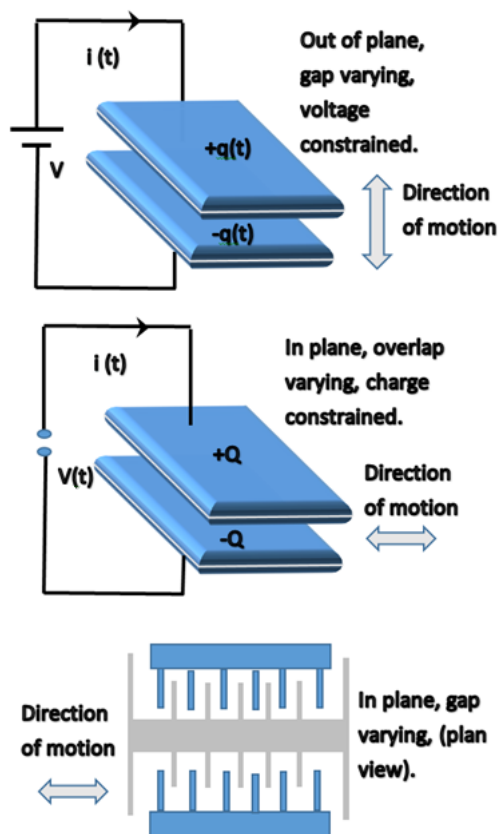 i (t)
Out of plane,
gap varying,
voltage
constrained.
V
+q(t)
-q(t)
Direction
of motion
i (t)
In plane, overlap
varying, charge
constrained.
V(t)
+Q
-Q
Direction
of motion
Direction
of motion
In plane, gap
varying, (plan
view).